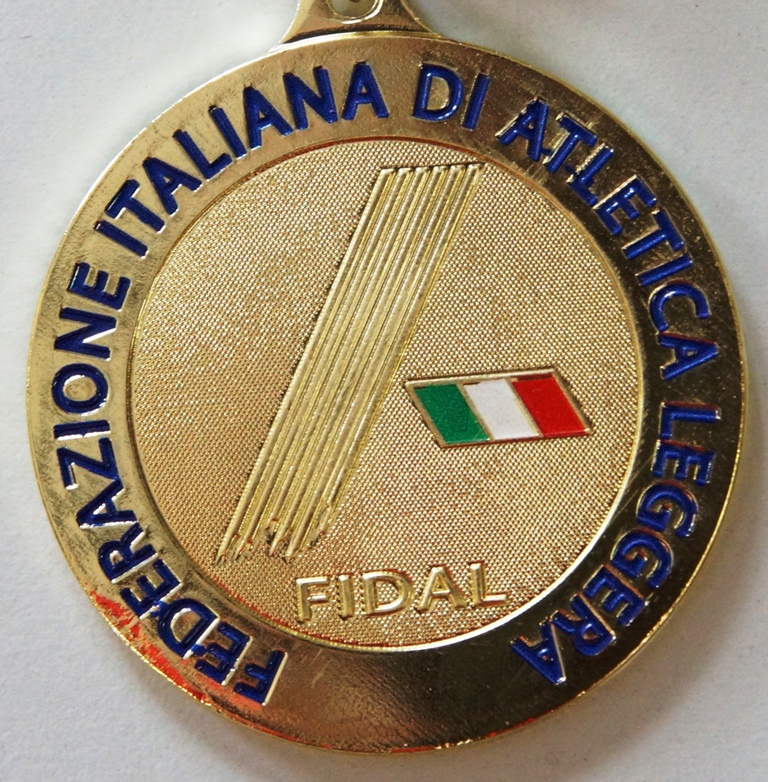 FEDERAZIONE ITALIANA DI ATLETICA LEGGERA
FIDAL